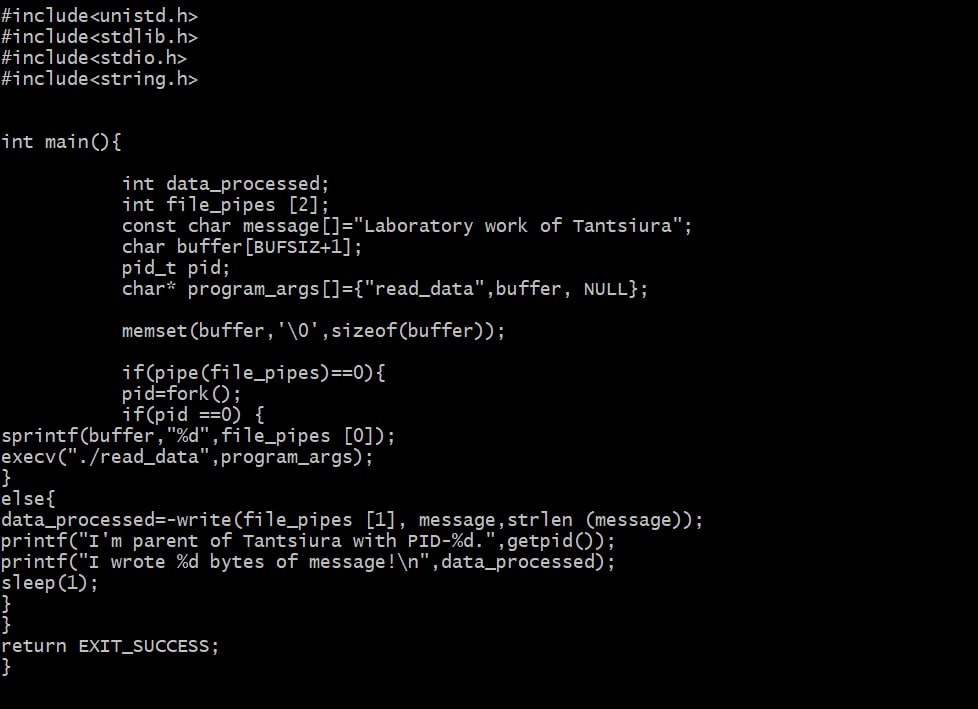 #include<unistd.h>
#include<stdlib.h>
#include<stdio.h>
#include<string.h>
int main(){
int data_processed;
int file_pipes [2];
const char message[]="Laboratory work of Tantsiura";
char buffer[BUFSIZ+1];
pid_t pid;
char* program_args[]={"read_data",buffer, NULL};
memset(buffer,'\0',sizeof(buffer));
if(pipe(file_pipes)==0){
pid=fork();
if(pid ==0) {
sprintf(buffer,"%d",file_pipes [0]);
execv("./read_data",program_args);
}
else{
data_processed=-write(file_pipes [1], message,strlen (message));
printf("I'm parent of Tantsiura with PID-%d.",getpid());
printf("I wrote %d bytes of message!\n",data_processed);
sleep(1);
}
}
return EXIT_SUCCESS;
}